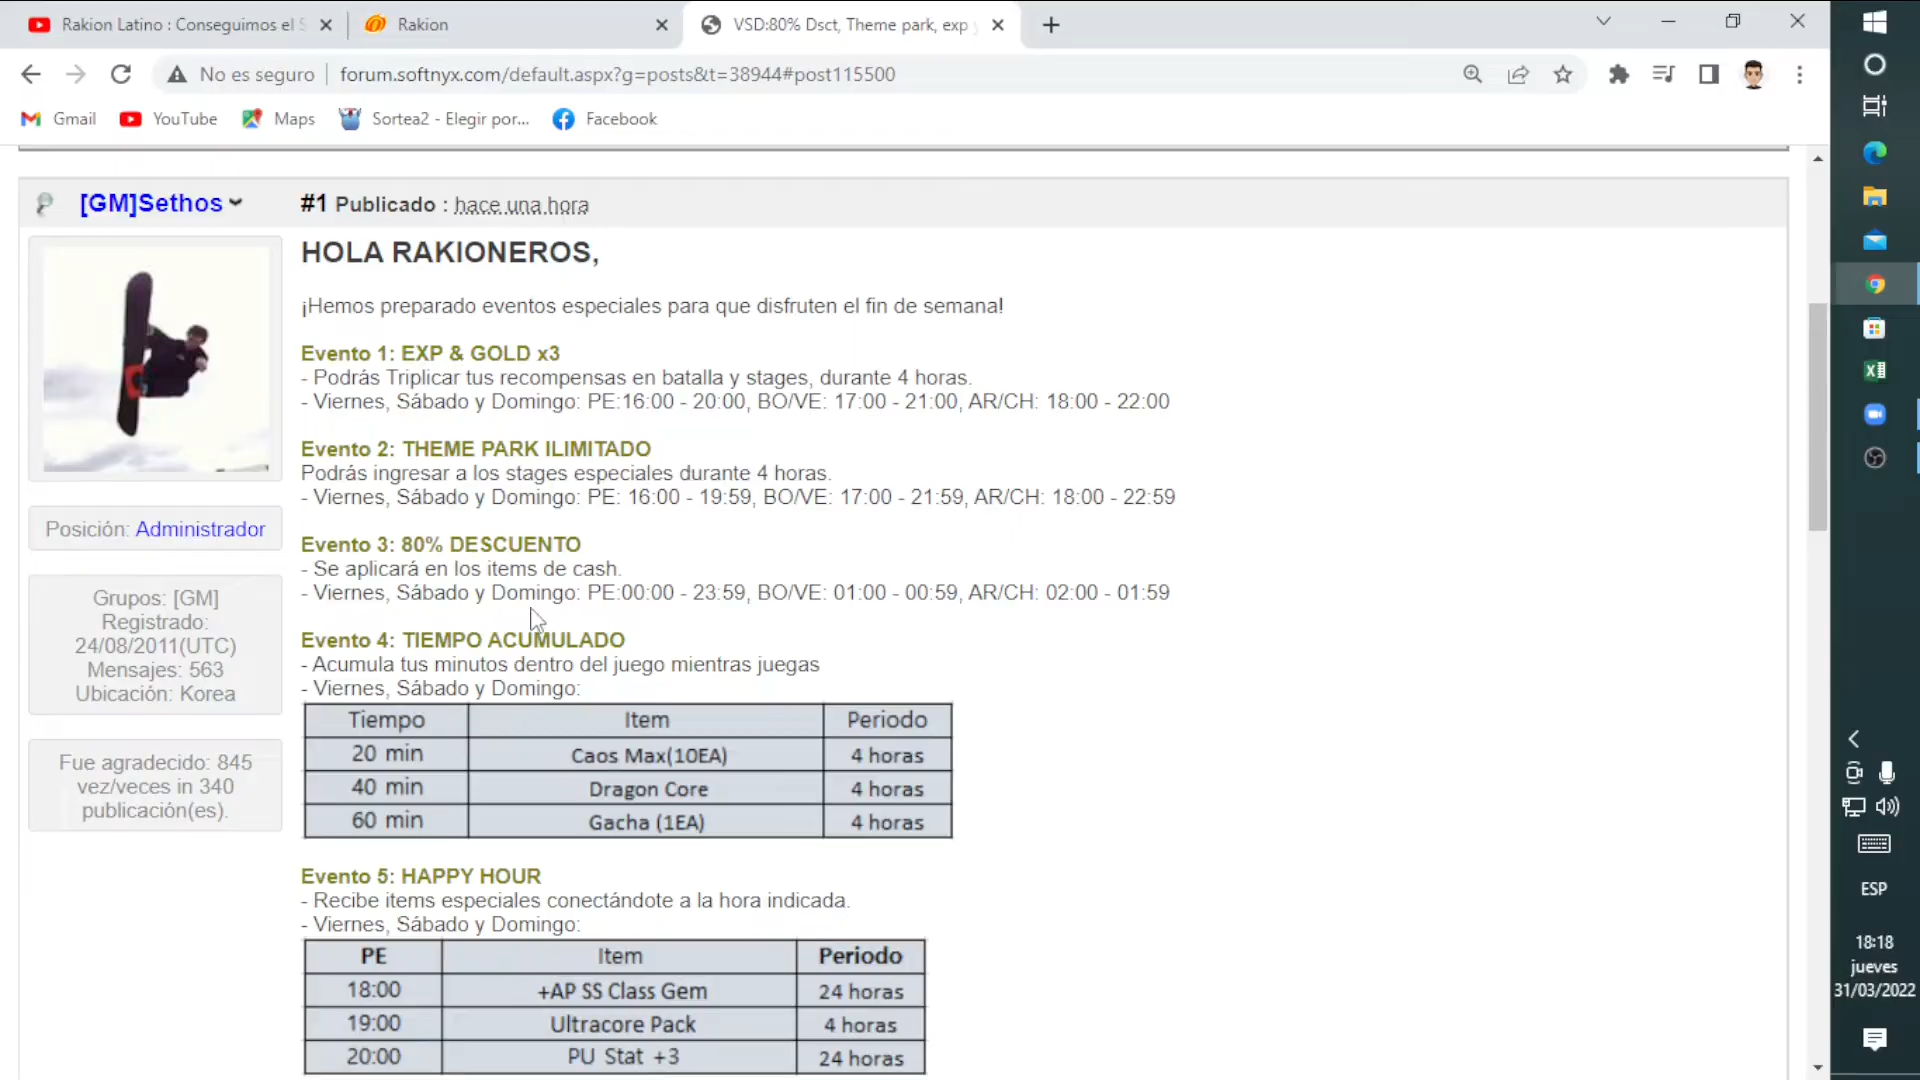 Rakion Latino : Conseguimos el S
Rakion
VSD:80% Dsct, Theme park, exp y
No es seguro
forum.softnyx.com/default.aspx?g=posts&t=38944#post115500
Gmail
YouTube
Maps
Sortea2 - Elegir por...
Facebook
[GM]Sethos
#1 Publicado : hace una hora
HOLA RAKIONEROS,
¡Hemos preparado eventos especiales para que disfruten el fin de semana!
Evento 1: EXP & GOLD x3
- Podrás Triplicar tus recompensas en batalla y stages, durante 4 horas.
- Viernes, Sábado y Domingo: PE:16:00 - 20:00, BO/VE: 17:00 - 21:00, AR/CH: 18:00 - 22:00
Evento 2: THEME PARK ILIMITADO
Podrás ingresar a los stages especiales durante 4 horas.
- Viernes, Sábado y Domingo: PE: 16:00 - 19:59, BO/VE: 17:00 - 21:59, AR/CH: 18:00 - 22:59
Evento 3: 80% DESCUENTO
- Se aplicará en los items de cash.
- Viernes, Sábado y Domingo: PE:00:00 - 23:59, BO/VE: 01:00 - 00:59, AR/CH: 02:00 - 01:59
Evento 4: TIEMPO ACUMULADO
- Acumula tus minutos dentro del juego mientras juegas
- Viernes, Sábado y Domingo:
Tiempo Item Periodo
20 min Caos Max(10EA) 4 horas
40 min Dragon Core 4 horas
60 min Gacha (1EA) 4 horas
Evento 5: HAPPY HOUR
- Recibe items especiales conectándote a la hora indicada.
- Viernes, Sábado y Domingo:
PE Item Periodo
18:00 +AP SS Class Gem 24 horas
19:00 Ultracore Pack 4 horas
20:00 PU Stat +3 24 horas
Posición: Administrador
Grupos: [GM]
Registrado:
24/08/2011(UTC)
Mensajes: 563
Ubicación: Korea
Fue agradecido: 845
vez/veces in 340
publicación(es).
ESP
18:18
jueves
31/03/2022